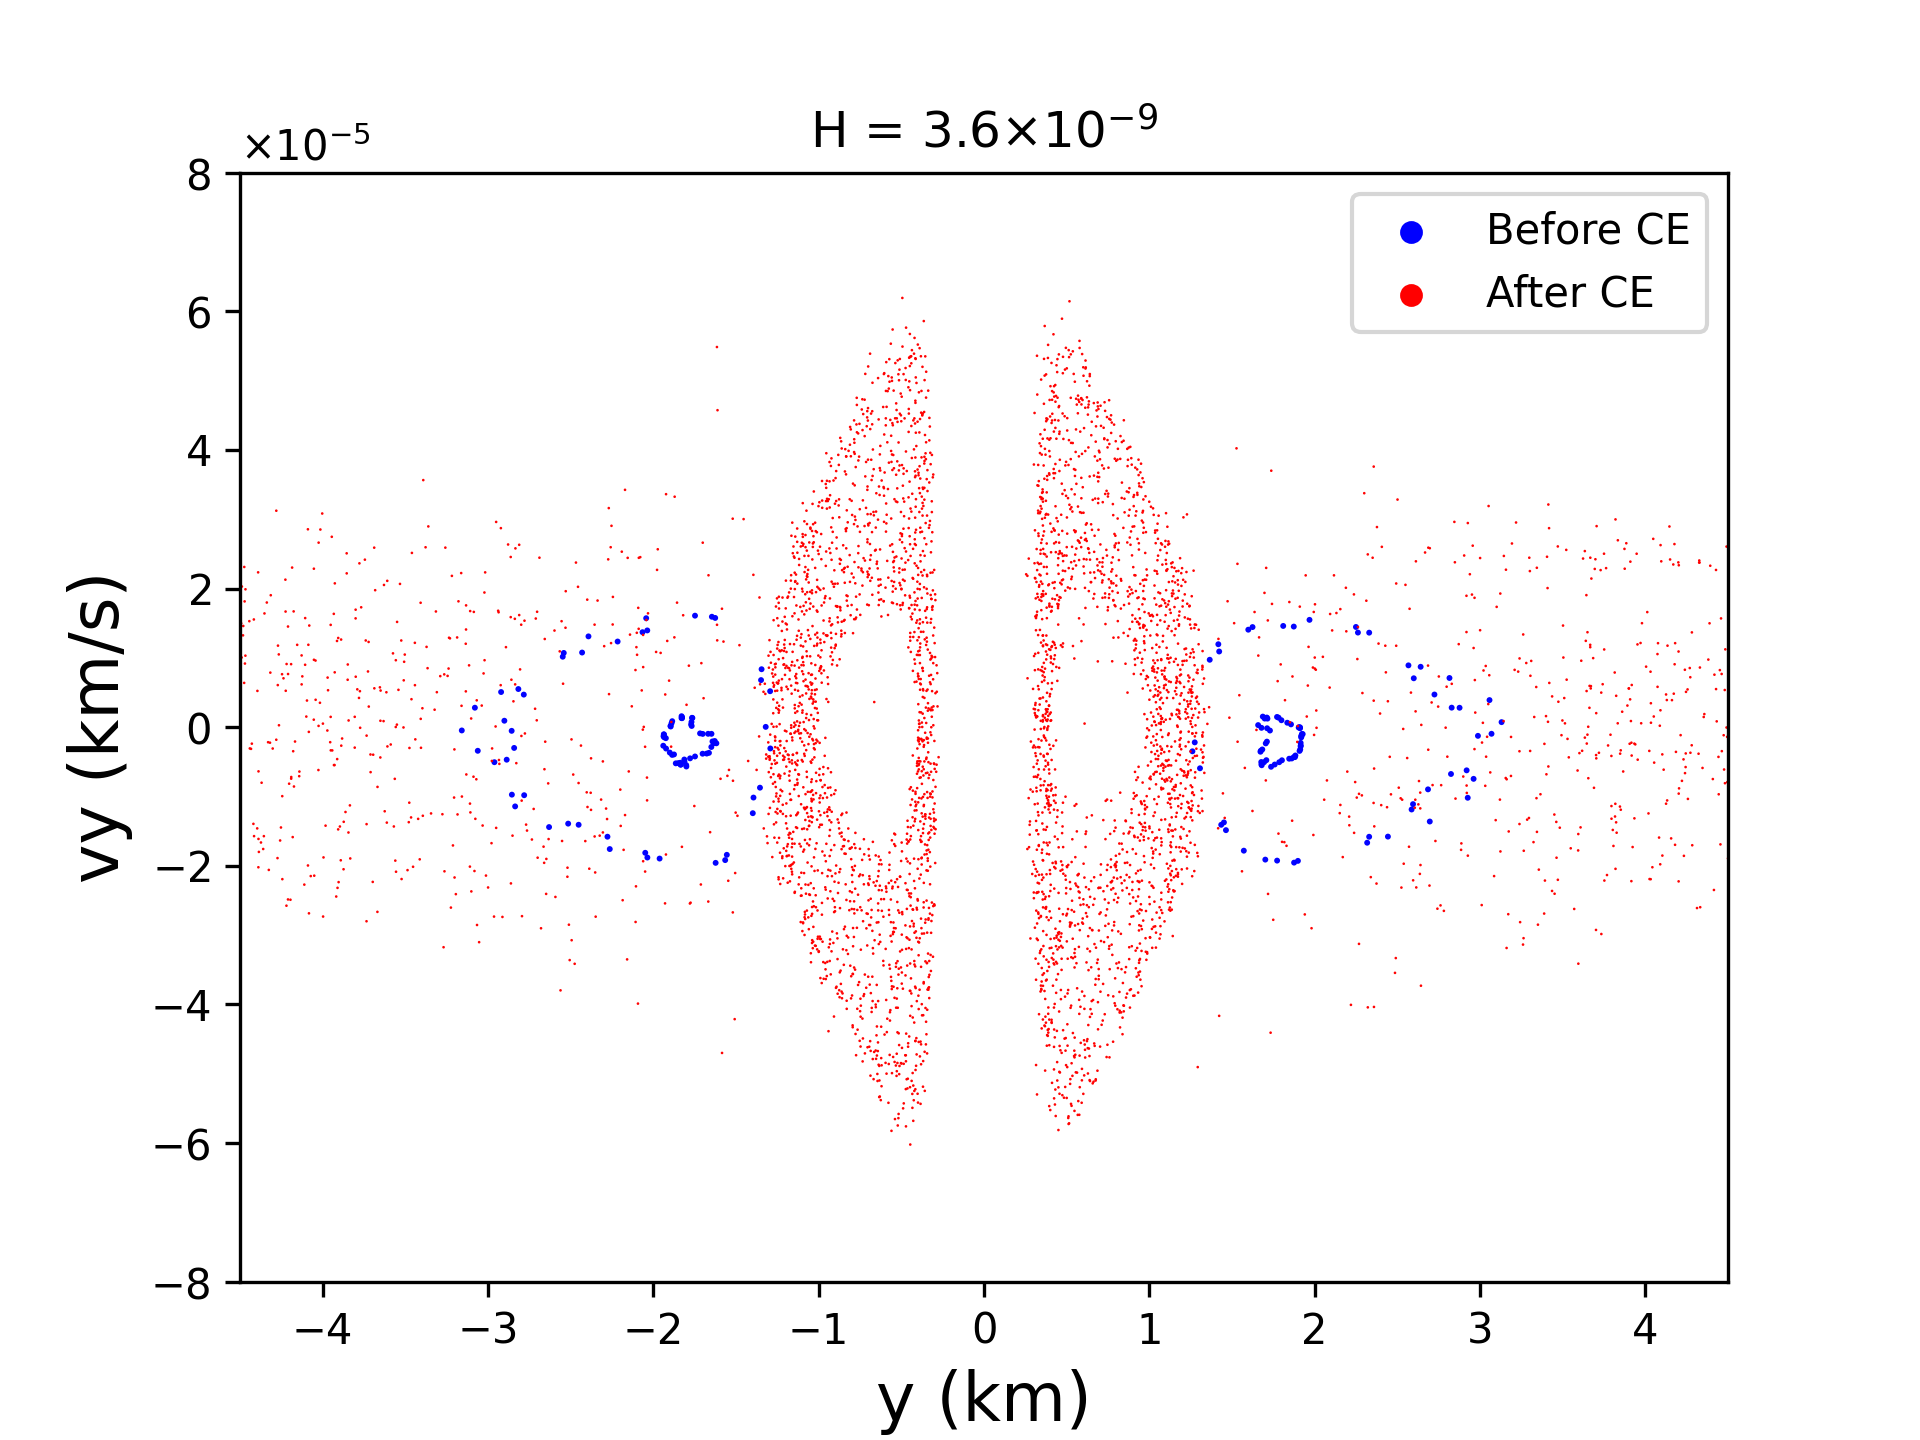 H = 3.6×10⁻⁹
×10⁻⁵
Before CE
After CE
8
6
4
2
0
−2
−4
−6
−8
vy (km/s)
−4 −3 −2 −1 0 1 2 3 4
y (km)